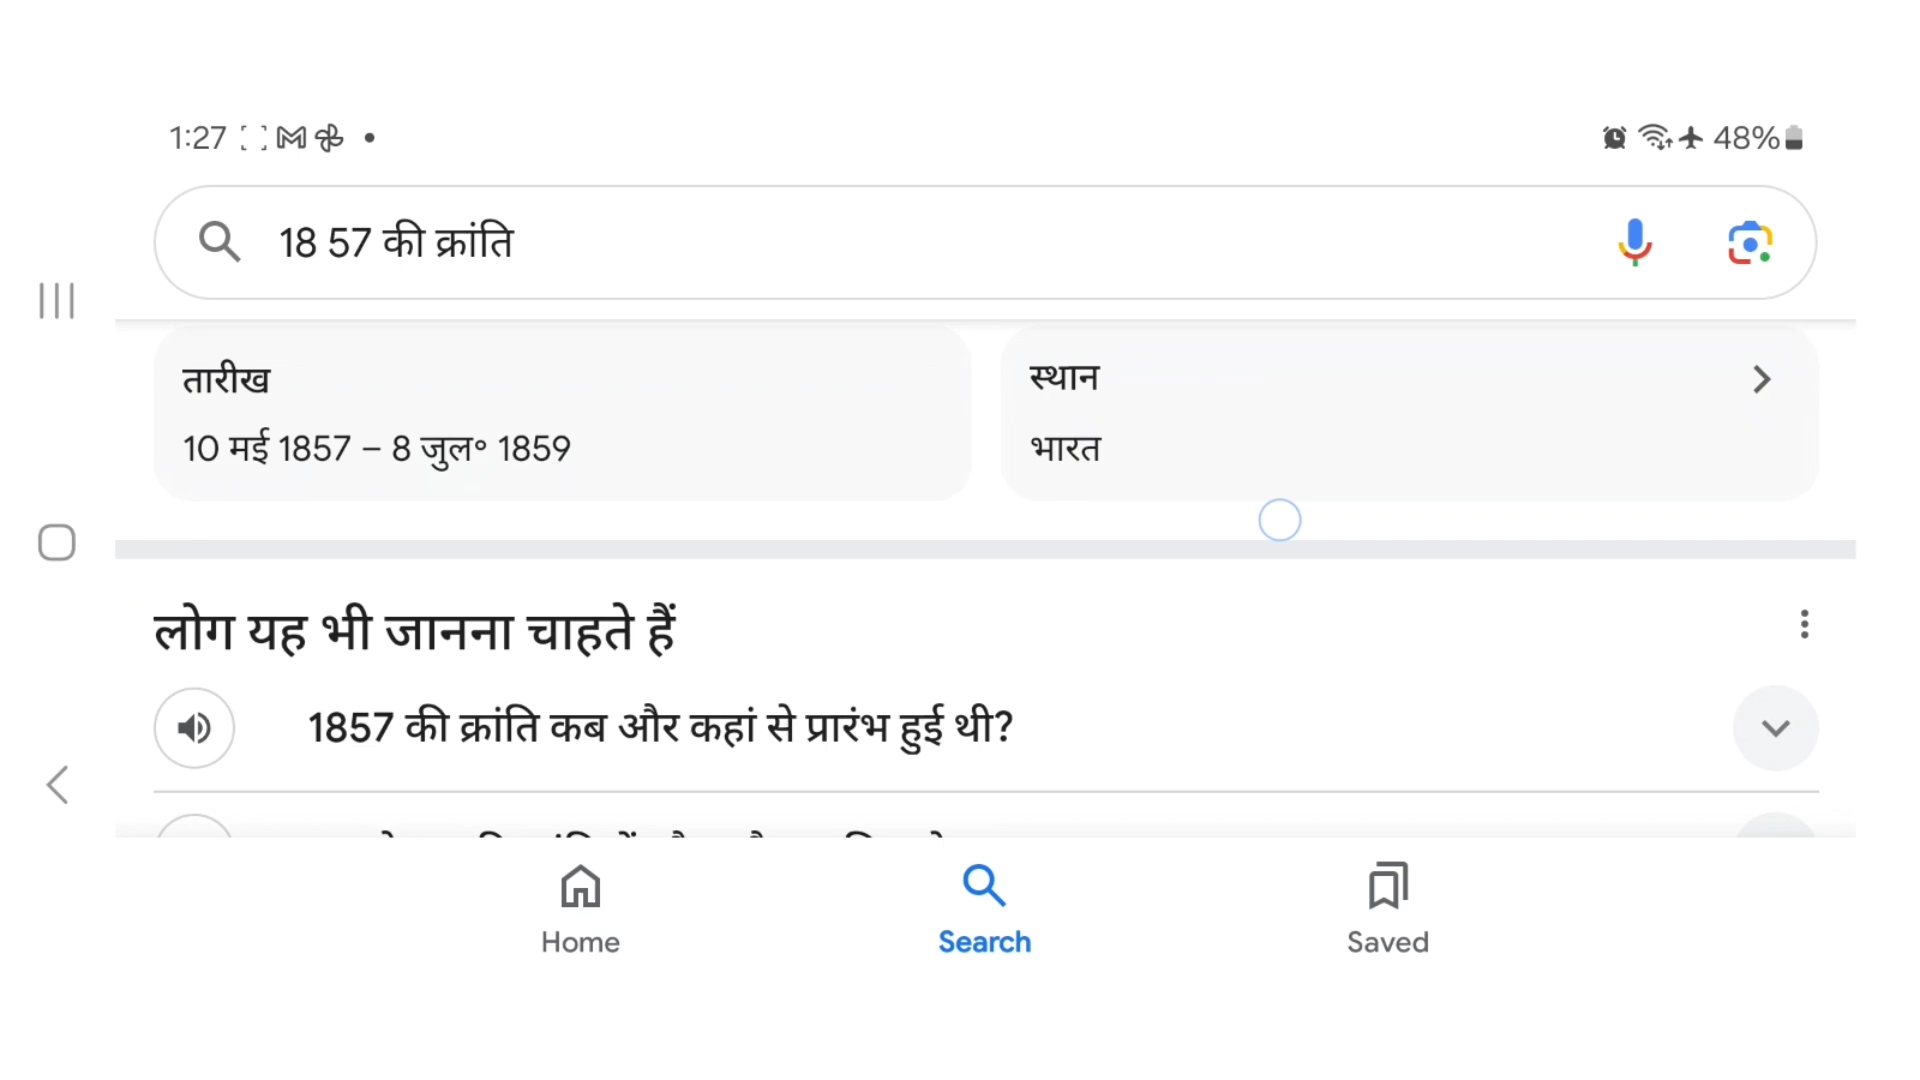 1:27
48%
18 57 की क्रांति
तारीख
10 मई 1857 – 8 जुल॰ 1859
स्थान
भारत
लोग यह भी जानना चाहते हैं
1857 की क्रांति कब और कहां से प्रारंभ हुई थी?
Home
Search
Saved